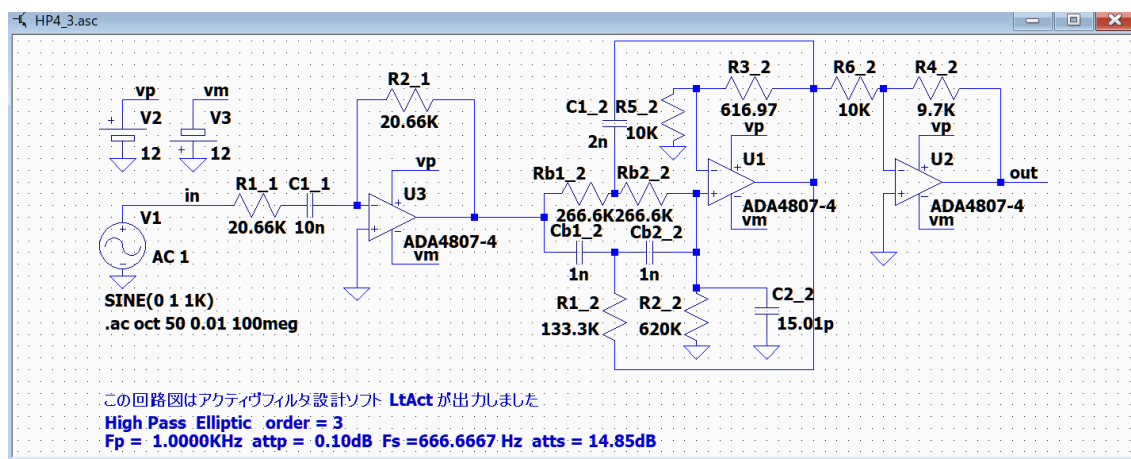 HP4_3.asc
vp
vm
V2
V3
12
12
in
V1
AC 1
SINE(0 1 1K)
.ac oct 50 0.01 100meg
R1_1
20.66K
C1_1
10n
R2_1
20.66K
vp
U3
ADA4807-4
vm
Rb1_2
266.6K
Rb2_2
266.6K
Cb1_2
1n
Cb2_2
1n
C1_2
2n
R5_2
10K
R3_2
616.97
vp
U1
ADA4807-4
vm
R1_2
133.3K
R2_2
620K
C2_2
15.01p
R6_2
10K
R4_2
9.7K
vp
U2
ADA4807-4
vm
out
この回路図はアクティヴフィルタ設計ソフト LtAct が出力しました
High Pass Elliptic order = 3
Fp = 1.0000KHz attp = 0.10dB Fs =666.6667 Hz atts = 14.85dB